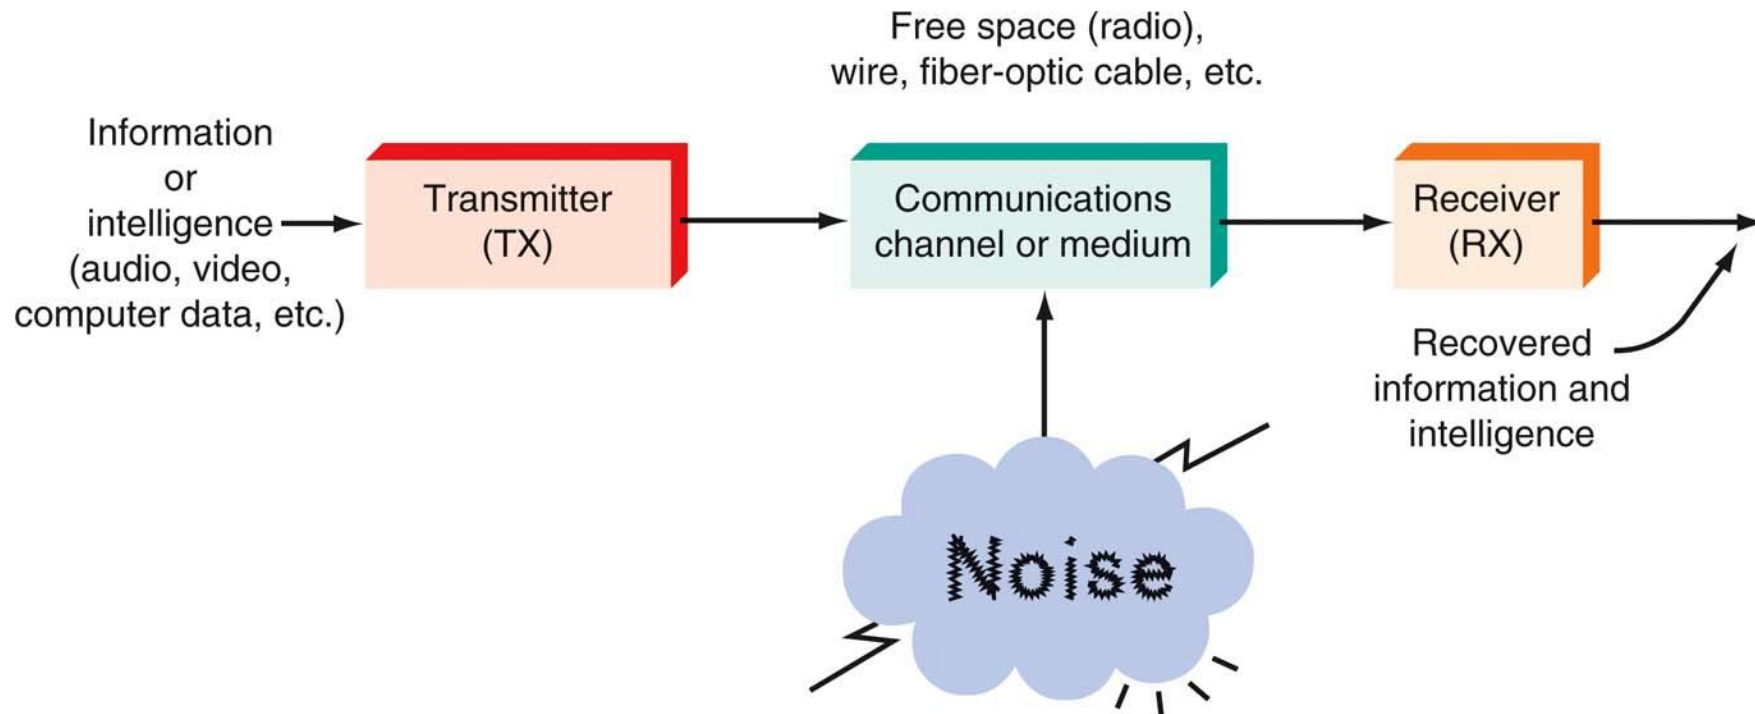 Free space (radio),
wire, fiber-optic cable, etc.
Information
or
intelligence
(audio, video,
computer data, etc.)
Transmitter
(TX)
Communications
channel or medium
Receiver
(RX)
Recovered
information and
intelligence
Noise